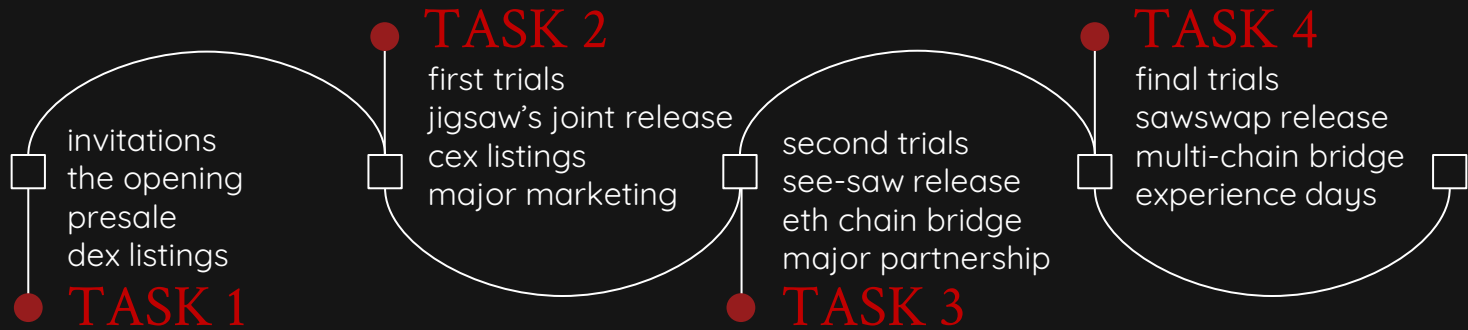 invitations
the opening
presale
dex listings
TASK 1
TASK 2
first trials
jigsaw’s joint release
cex listings
major marketing
second trials
see-saw release
eth chain bridge
major partnership
TASK 3
TASK 4
final trials
sawswap release
multi-chain bridge
experience days